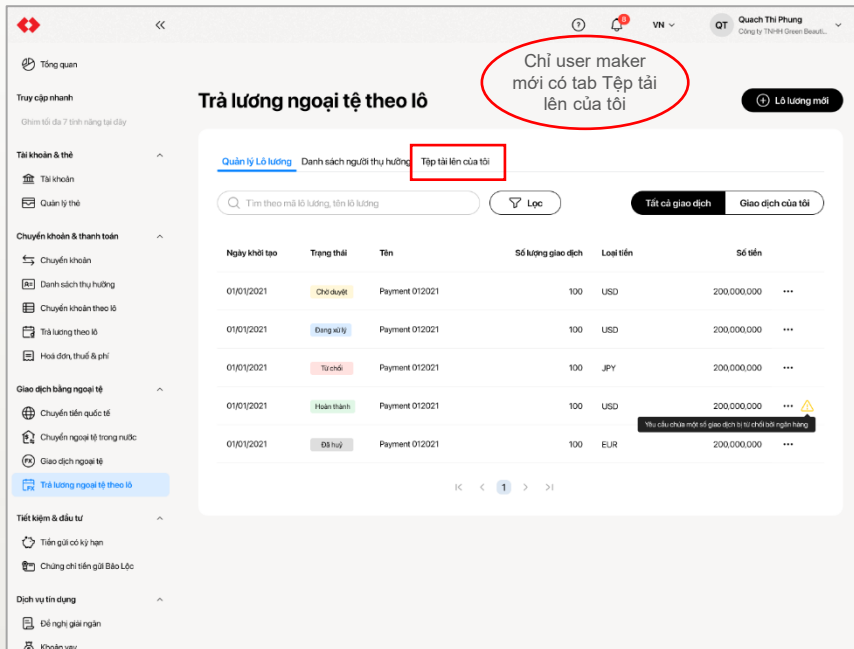 8
VN
QT
Quach Thi Phung
Công ty TNHH Green Beauti...
Tổng quan
Truy cập nhanh
Ghim tối đa 7 tính năng tại đây
Tài khoản & thẻ
Tài khoản
Quản lý thẻ
Chuyển khoản & thanh toán
Chuyển khoản
Danh sách thụ hưởng
Chuyển khoản theo lô
Trả lương theo lô
Hoá đơn, thuế & phí
Giao dịch bằng ngoại tệ
Chuyển tiền quốc tế
Chuyển ngoại tệ trong nước
FX
Giao dịch ngoại tệ
FX
Trả lương ngoại tệ theo lô
Tiết kiệm & đầu tư
Tiền gửi có kỳ hạn
Chứng chỉ tiền gửi Bảo Lộc
Dịch vụ tín dụng
Đề nghị giải ngân
Khoản vay
Chỉ user maker
mới có tab Tệp tải
lên của tôi
Trả lương ngoại tệ theo lô
Lô lương mới
Quản lý Lô lương Danh sách người thụ hưởng Tệp tải lên của tôi
Tìm theo mã lô lương, tên lô lương
Lọc
Tất cả giao dịch Giao dịch của tôi
Ngày khởi tạo Trạng thái Tên Số lượng giao dịch Loại tiền Số tiền
01/01/2021 Chờ duyệt Payment 012021 100 USD 200,000,000 ...
01/01/2021 Đang xử lý Payment 012021 100 USD 200,000,000 ...
01/01/2021 Từ chối Payment 012021 100 JPY 200,000,000 ...
01/01/2021 Hoàn thành Payment 012021 100 USD 200,000,000 ...
Yêu cầu chứa một số giao dịch bị từ chối bởi ngân hàng
01/01/2021 Đã huỷ Payment 012021 100 EUR 200,000,000 ...
1